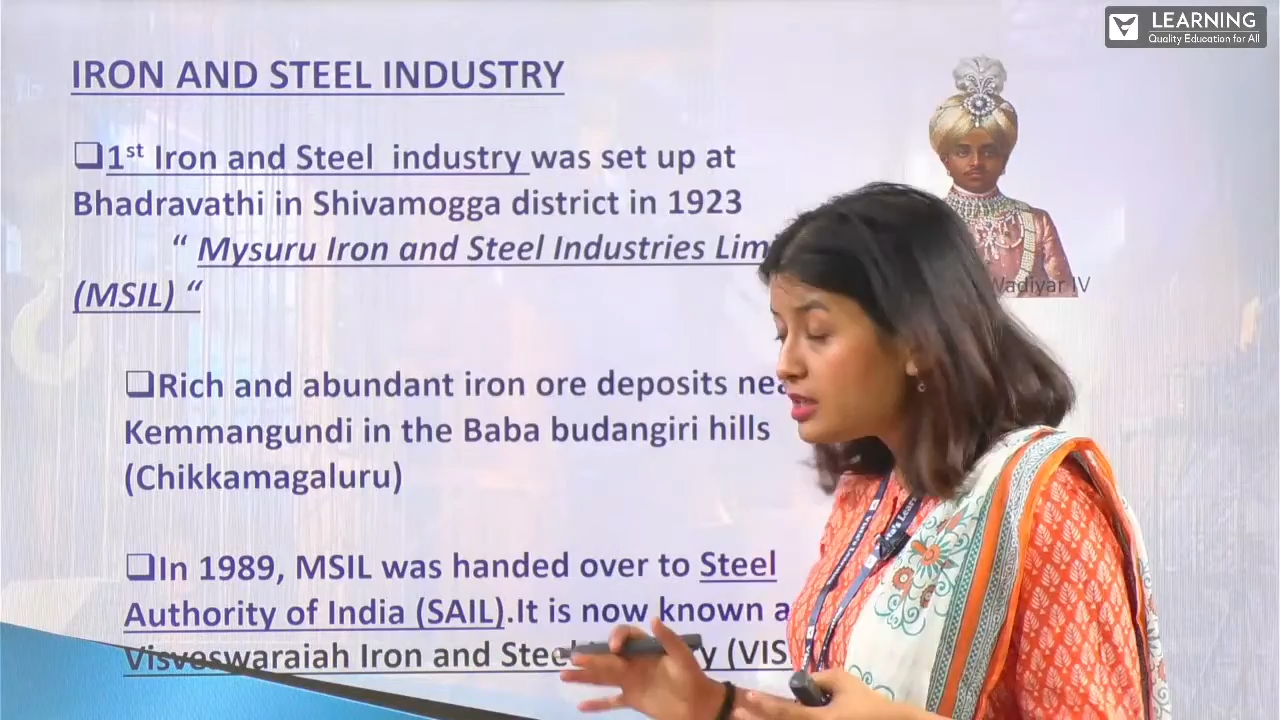 LEARNING
Quality Education for All
IRON AND STEEL INDUSTRY
❑1st Iron and Steel industry was set up at
Bhadravathi in Shivamogga district in 1923
“ Mysuru Iron and Steel Industries Lim
(MSIL) “
Wadiyar IV
❑Rich and abundant iron ore deposits nea
Kemmangundi in the Baba budangiri hills
(Chikkamagaluru)
❑In 1989, MSIL was handed over to Steel
Authority of India (SAIL).It is now known a
Visveswaraiah Iron and Stee y (VIS